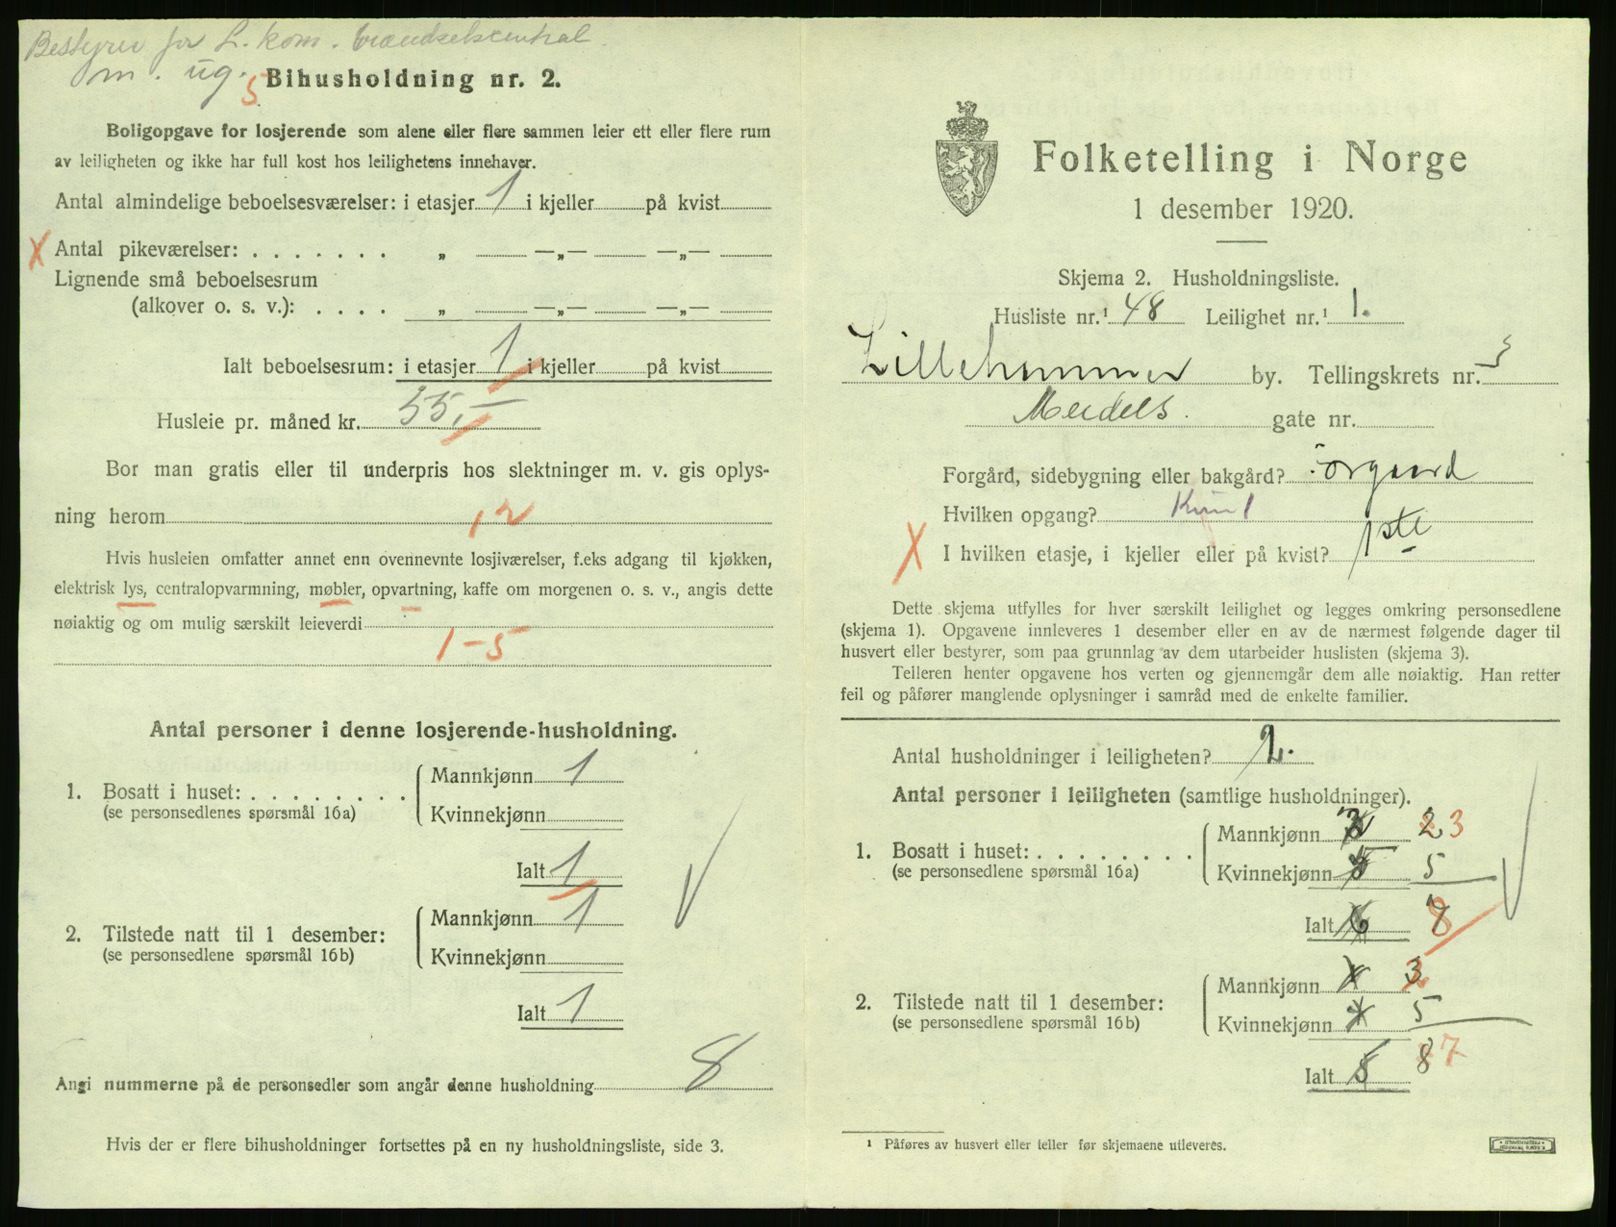 Bestyrer for L. kom. brændselscentral.
m. ug. 5
Bihusholdning nr. 2.
Boligopgave for losjerende som alene eller flere sammen leier ett eller flere rum
av leiligheten og ikke har full kost hos leilighetens innehaver.
Antal almindelige beboelsesværelser: i etasjer 1 i kjeller på kvist
X Antal pikeværelser: . . . . . . . „ —„— —„—
Lignende små beboelsesrum
(alkover o. s. v.): . . . . „ —„— —„—
Ialt beboelsesrum: i etasjer 1 i kjeller på kvist
Husleie pr. måned kr. 55,—
Bor man gratis eller til underpris hos slektninger m. v. gis oplys-
ning herom 12
Hvis husleien omfatter annet enn ovennevnte losjiværelser, f.eks adgang til kjøkken,
elektrisk lys, centralopvarmning, møbler, opvartning, kaffe om morgenen o. s. v., angis dette
nøiaktig og om mulig særskilt leieverdi
1-5
Antal personer i denne losjerende-husholdning.
1. Bosatt i huset: . . . . . . . .
(se personsedlenes spørsmål 16a)
Mannkjønn 1
Kvinnekjønn
Ialt 1
2. Tilstede natt til 1 desember:
(se personsedlene spørsmål 16b)
Mannkjønn 1
Kvinnekjønn
Ialt 1
Angi nummerne på de personsedler som angår denne husholdning 8
Hvis der er flere bihusholdninger fortsettes på en ny husholdningsliste, side 3.
Folketelling i Norge
1 desember 1920.
Skjema 2. Husholdningsliste.
Husliste nr.¹ 48 Leilighet nr.¹ 1.
Lillehammer by. Tellingskrets nr. 3
gate nr.
Forgård, sidebygning eller bakgård? Forgaard
Hvilken opgang?
X I hvilken etasje, i kjeller eller på kvist? 1ste
Dette skjema utfylles for hver særskilt leilighet og legges omkring personsedlene
(skjema 1). Opgavene innleveres 1 desember eller en av de nærmest følgende dager til
husvert eller bestyrer, som paa grunnlag av dem utarbeider huslisten (skjema 3).
Telleren henter opgavene hos verten og gjennemgår dem alle nøiaktig. Han retter
feil og påfører manglende oplysninger i samråd med de enkelte familier.
Antal husholdninger i leiligheten? 2.
Antal personer i leiligheten (samtlige husholdninger).
1. Bosatt i huset: . . . . . . . .
(se personsedlene spørsmål 16a)
Mannkjønn 2 3
Kvinnekjønn 5
Ialt 6 8
2. Tilstede natt til 1 desember:
(se personsedlene spørsmål 16b)
Mannkjønn 3
Kvinnekjønn 5
Ialt 8 7
¹ Påføres av husvert eller teller før skjemaene utleveres.